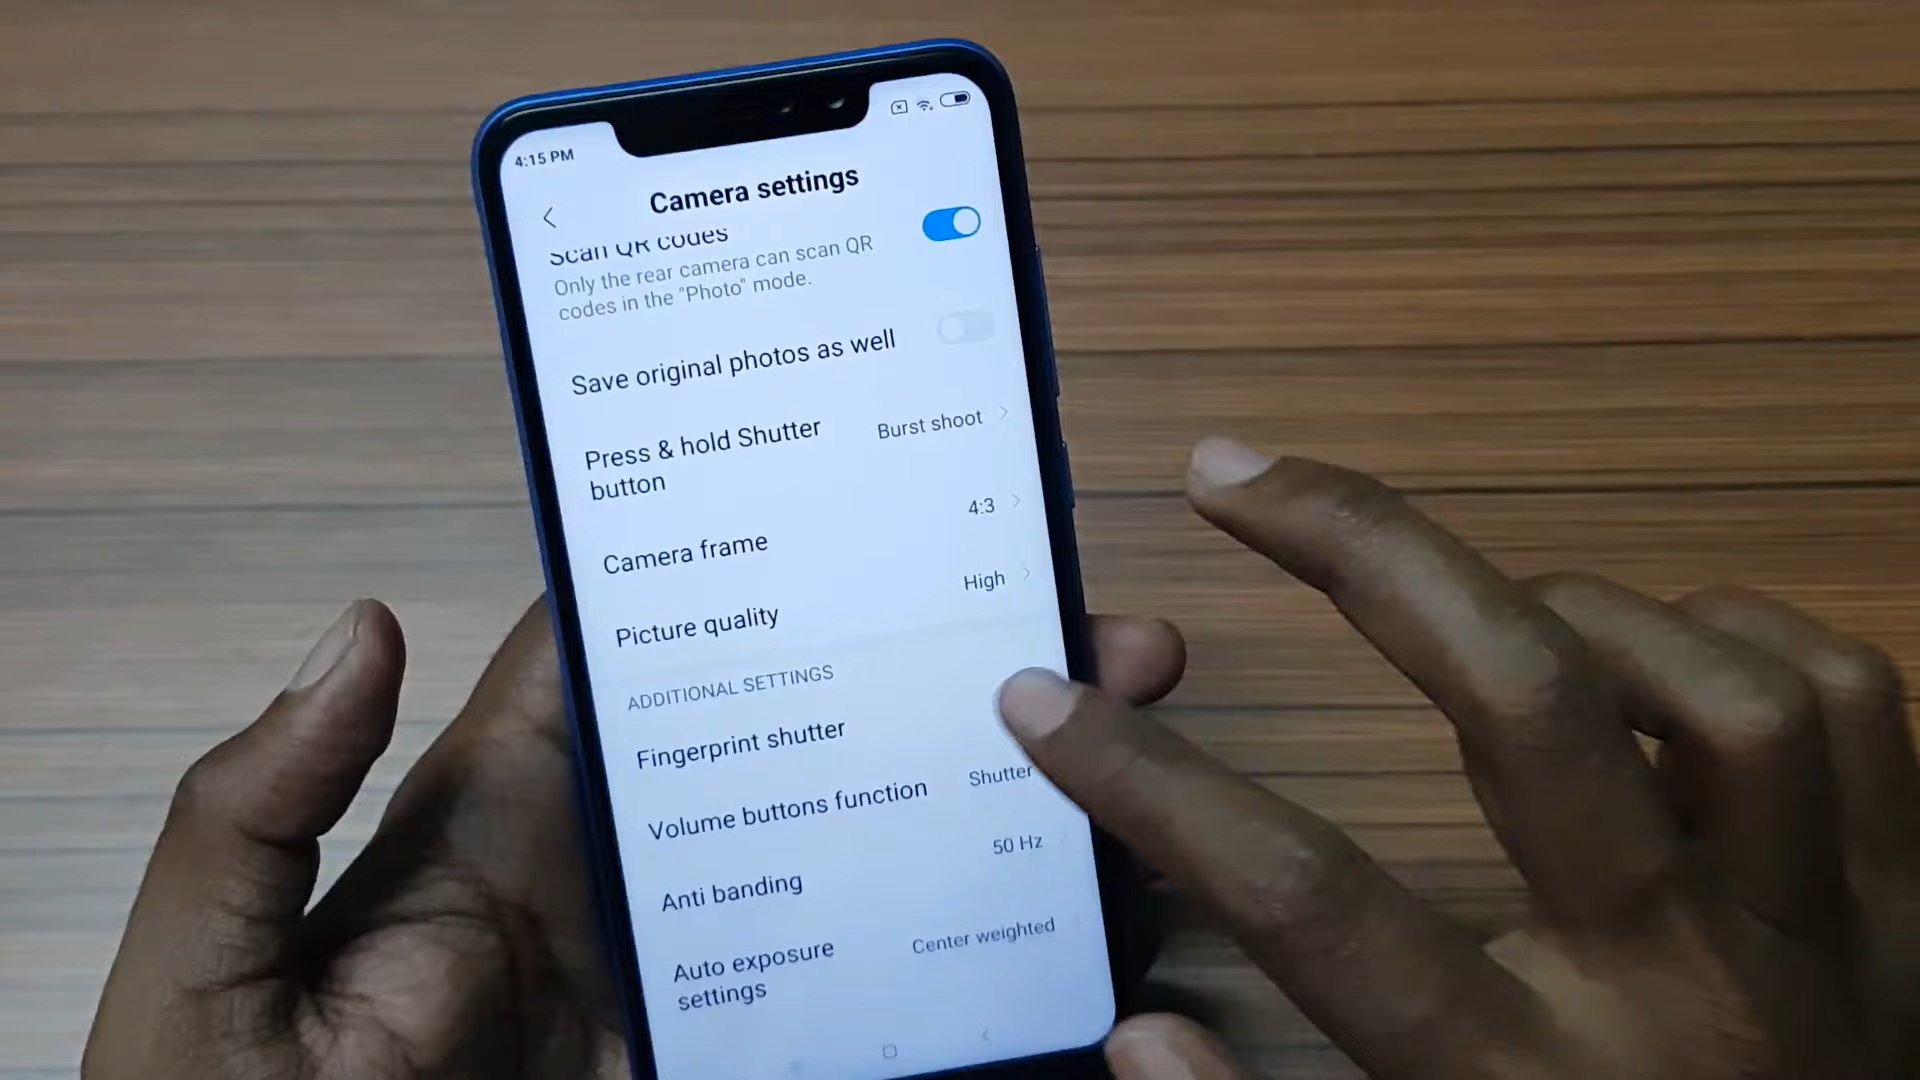 4:15 PM
Camera settings
Scan QR codes
Only the rear camera can scan QR
codes in the "Photo" mode.
Save original photos as well
Press & hold Shutter
button
Burst shoot
Camera frame
4:3
Picture quality
High
ADDITIONAL SETTINGS
Fingerprint shutter
Volume buttons function
Shutter
Anti banding
50 Hz
Auto exposure
settings
Center weighted